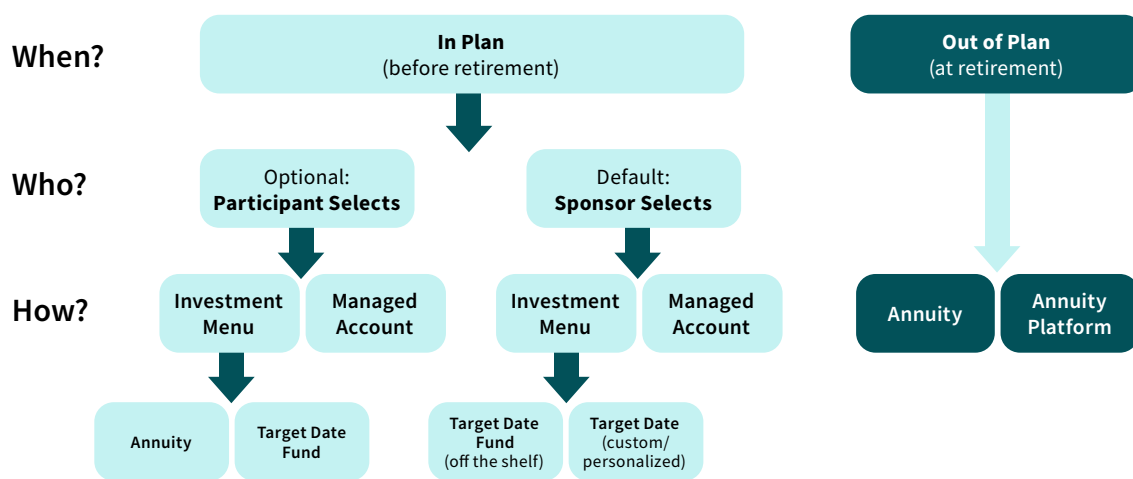 When?
In Plan
(before retirement)
Out of Plan
(at retirement)
Who?
Optional:
Participant Selects
Default:
Sponsor Selects
How?
Investment
Menu
Managed
Account
Investment
Menu
Managed
Account
Annuity
Annuity
Platform
Annuity
Target Date
Fund
Target Date
Fund
(off the shelf)
Target Date
(custom/
personalized)